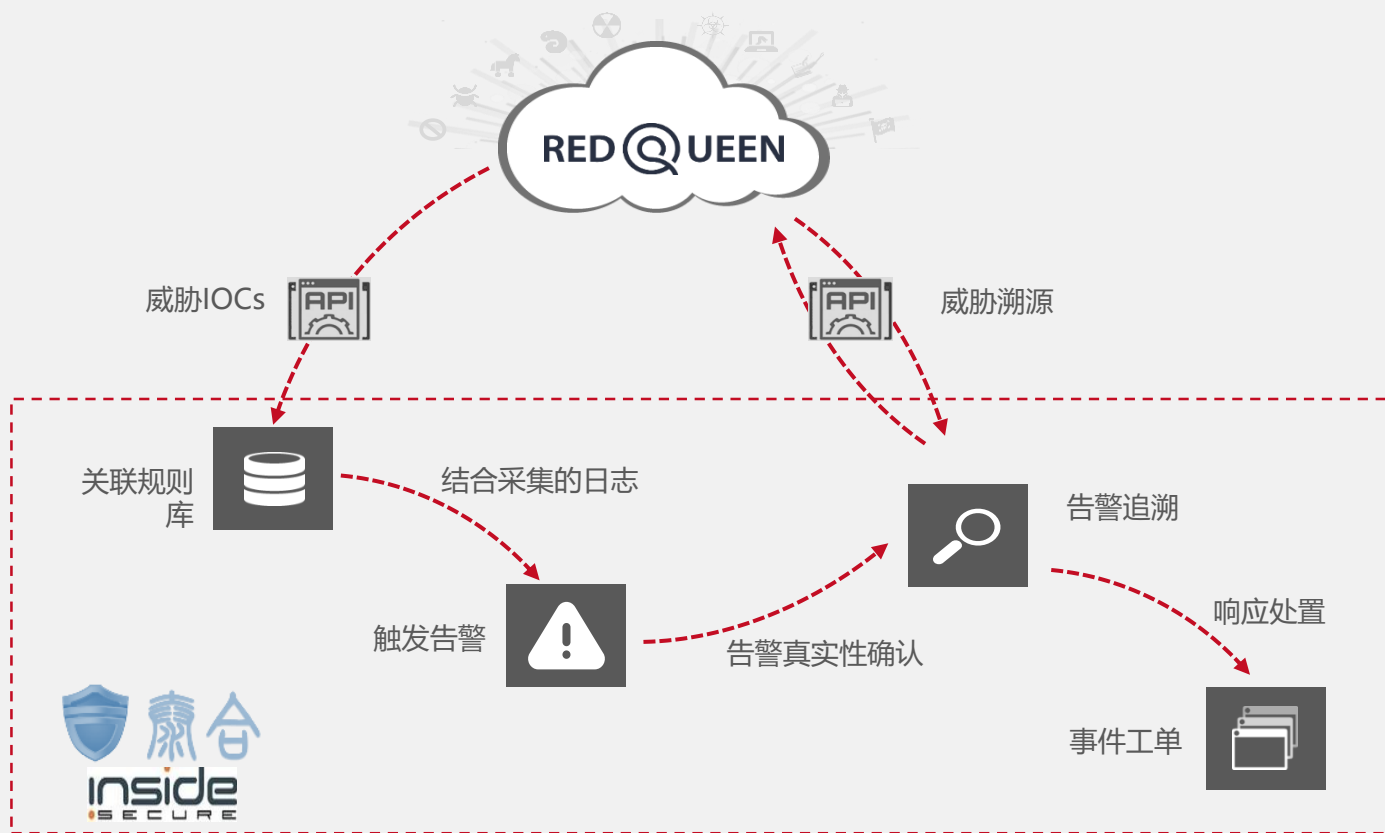 RED QUEEN
威胁IOCs
API
API
威胁溯源
关联规则
库
结合采集的日志
告警追溯
触发告警
告警真实性确认
响应处置
泰合
inside
SECURE
事件工单